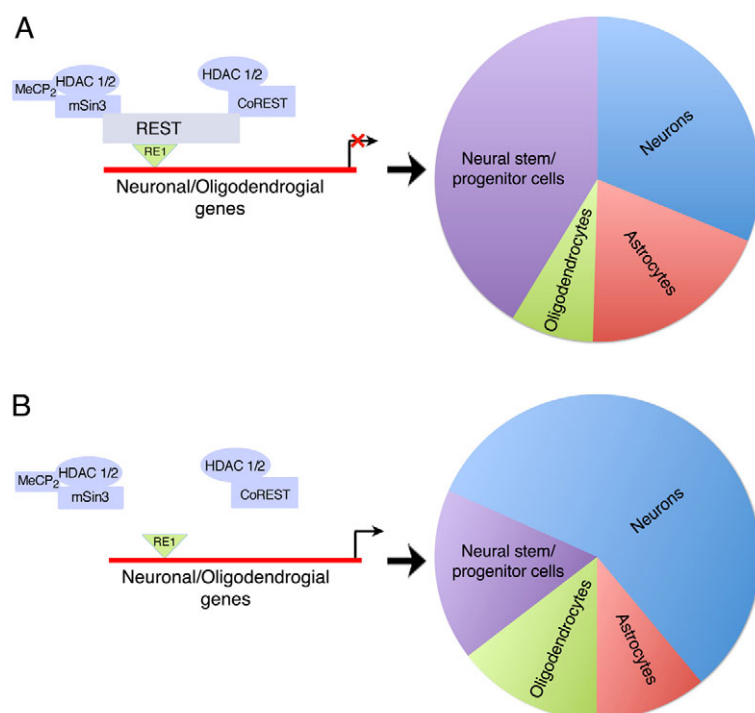 A
HDAC 1/2
MeCP2
mSin3
HDAC 1/2
CoREST
REST
RE1
Neuronal/Oligodendrogial
genes
Neural stem/
progenitor cells
Neurons
Astrocytes
Oligodendrocytes
B
HDAC 1/2
MeCP2
mSin3
HDAC 1/2
CoREST
RE1
Neuronal/Oligodendrogial
genes
Neurons
Neural stem/
progenitor cells
Oligodendrocytes
Astrocytes